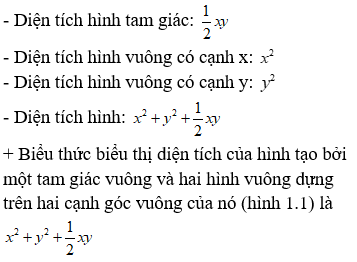 - Diện tích hình tam giác: \frac{1}{2}xy
- Diện tích hình vuông có cạnh x: x^2
- Diện tích hình vuông có cạnh y: y^2
- Diện tích hình: x^2 + y^2 + \frac{1}{2}xy
+ Biểu thức biểu thị diện tích của hình tạo bởi
một tam giác vuông và hai hình vuông dựng
trên hai cạnh góc vuông của nó (hình 1.1) là
x^2 + y^2 + \frac{1}{2}xy